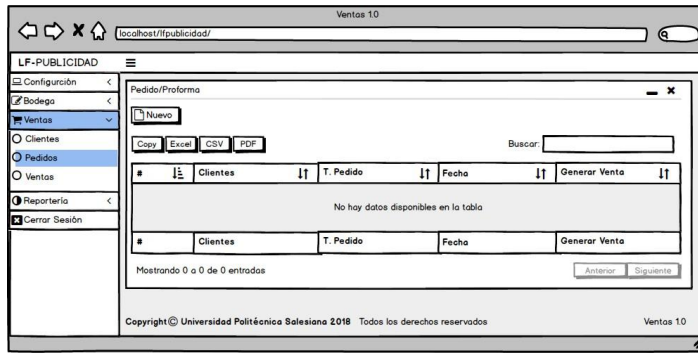 Ventas 1.0
localhost/lfpublicidad/
LF-PUBLICIDAD
Configurción
Bodega
Ventas
Clientes
Pedidos
Ventas
Reportería
Cerrar Sesión
Pedido/Proforma
Nuevo
Copy Excel CSV PDF
Buscar:
# Clientes T. Pedido Fecha Generar Venta
No hay datos disponibles en la tabla
# Clientes T. Pedido Fecha Generar Venta
Mostrando 0 a 0 de 0 entradas
Anterior Siguiente
Copyright © Universidad Politécnica Salesiana 2018 Todos los derechos reservados
Ventas 1.0